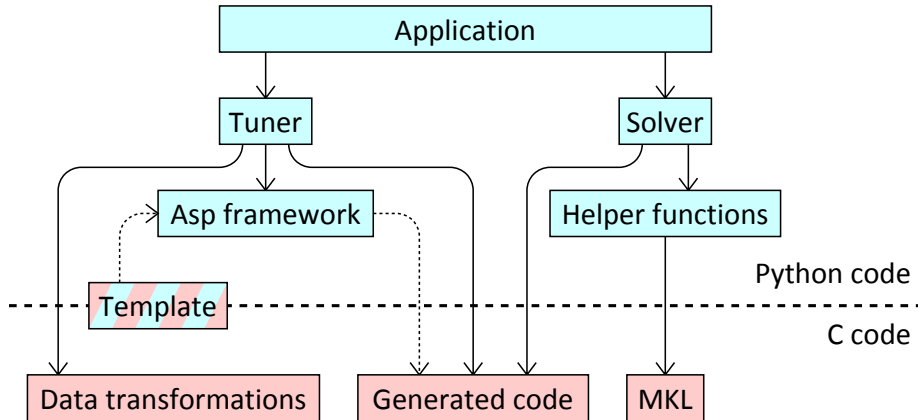 Application
Tuner
Solver
Asp framework
Helper functions
Python code
Template
C code
Data transformations
Generated code
MKL